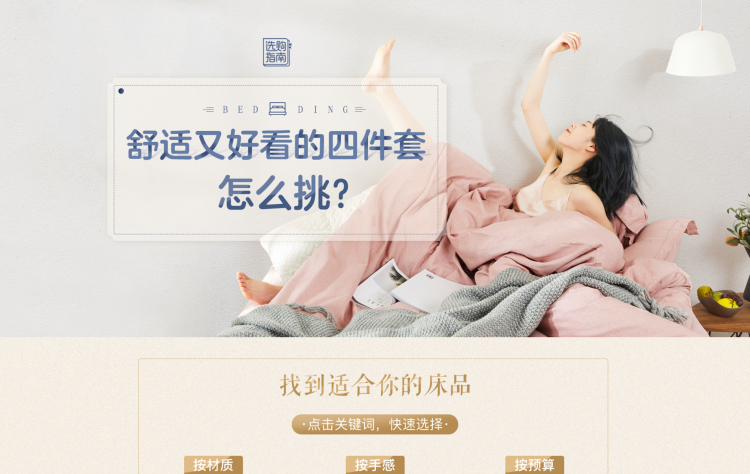 选购
指南
BEDDING
舒适又好看的四件套
怎么挑?
找到适合你的床品
·点击关键词，快速选择·
按材质
按手感
按预算